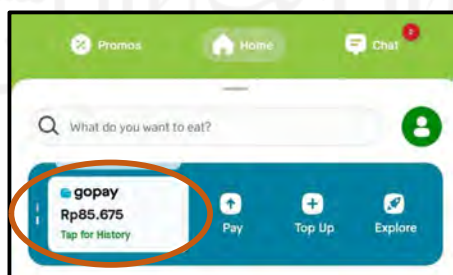 Promos Home Chat 2
What do you want to eat?
gopay
Rp85.675
Tap for History
Pay Top Up Explore